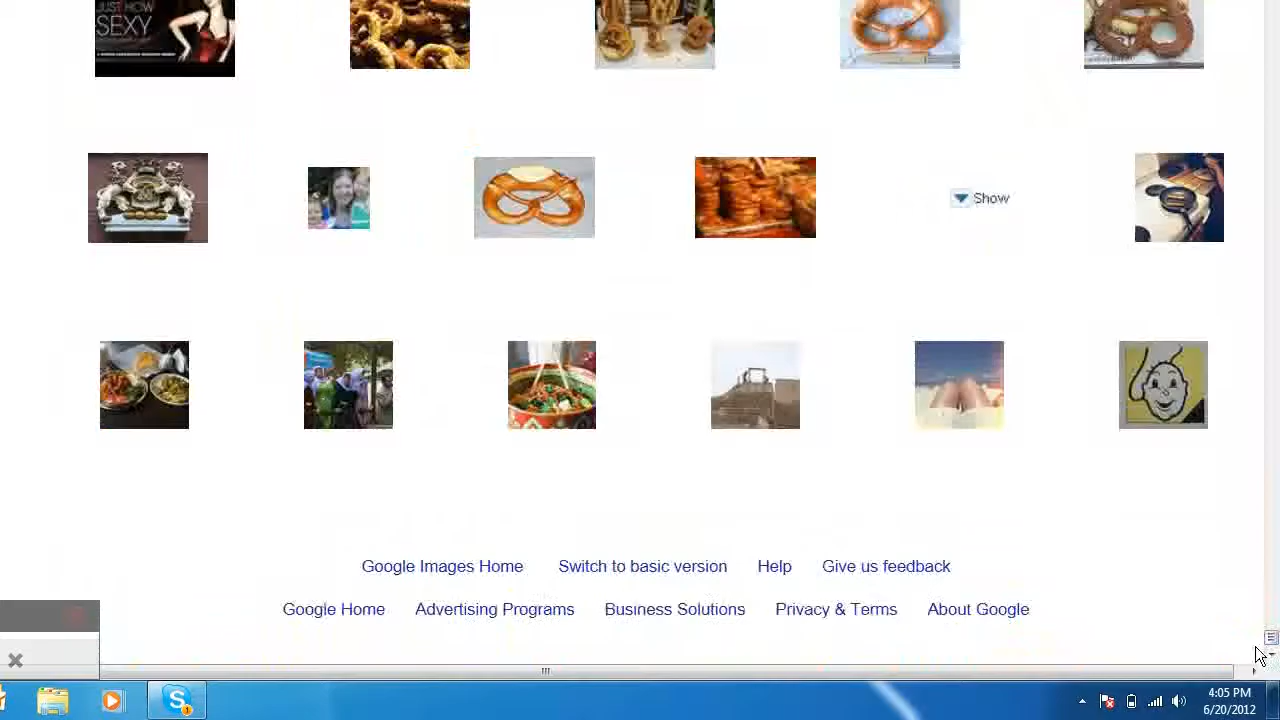 JUST HOW
SEXY
Show
Google Images Home Switch to basic version Help Give us feedback
Google Home Advertising Programs Business Solutions Privacy & Terms About Google
4:05 PM
6/20/2012